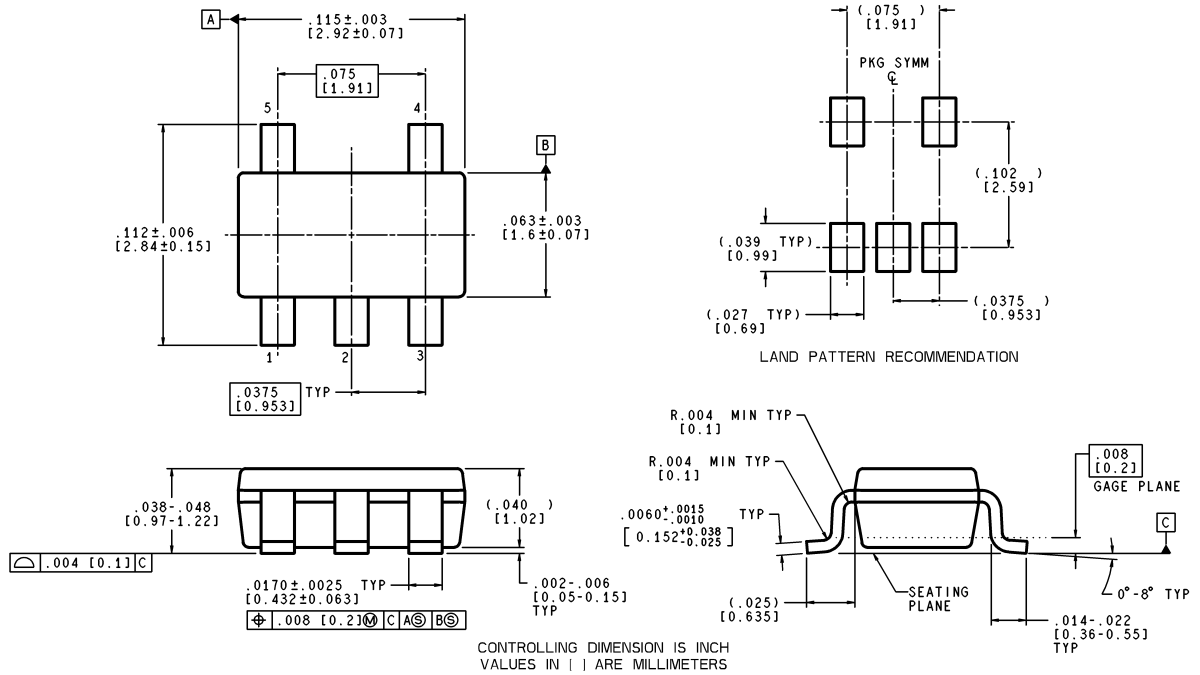 A
.115±.003
[2.92±0.07]
.075
[1.91]
5
4
B
.112±.006
[2.84±0.15]
.063±.003
[1.6±0.07]
1
2
3
.0375 TYP
[0.953]
(.075 )
[1.91]
PKG SYMM
℄
(.102 )
[2.59]
(.039 TYP)
[0.99]
(.027 TYP)
[0.69]
(.0375 )
[0.953]
LAND PATTERN RECOMMENDATION
.038-.048
[0.97-1.22]
(.040 )
[1.02]
⌓ .004 [0.1] C
.0170±.0025 TYP
[0.432±0.063]
⌖ .008 [0.2]Ⓜ C AⓈ BⓈ
.002-.006
[0.05-0.15]
TYP
R.004 MIN TYP
[0.1]
R.004 MIN TYP
[0.1]
.0060+.0015 -.0010 TYP
[0.152+0.038 -0.025]
.008
[0.2]
GAGE PLANE
C
SEATING
PLANE
0°-8° TYP
(.025)
[0.635]
.014-.022
[0.36-0.55]
TYP
CONTROLLING DIMENSION IS INCH
VALUES IN [ ] ARE MILLIMETERS